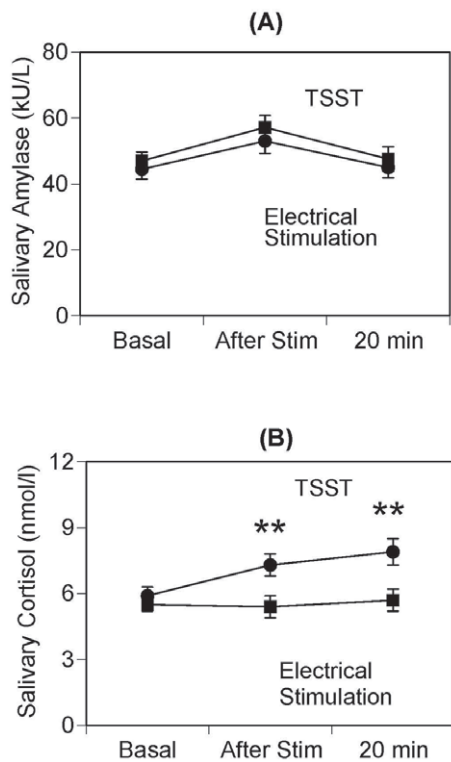 (A)
Salivary Amylase (kU/L)
80
60
40
20
0
TSST
Electrical
Stimulation
Basal After Stim 20 min
(B)
Salivary Cortisol (nmol/l)
12
9
6
3
0
TSST
** **
Electrical
Stimulation
Basal After Stim 20 min